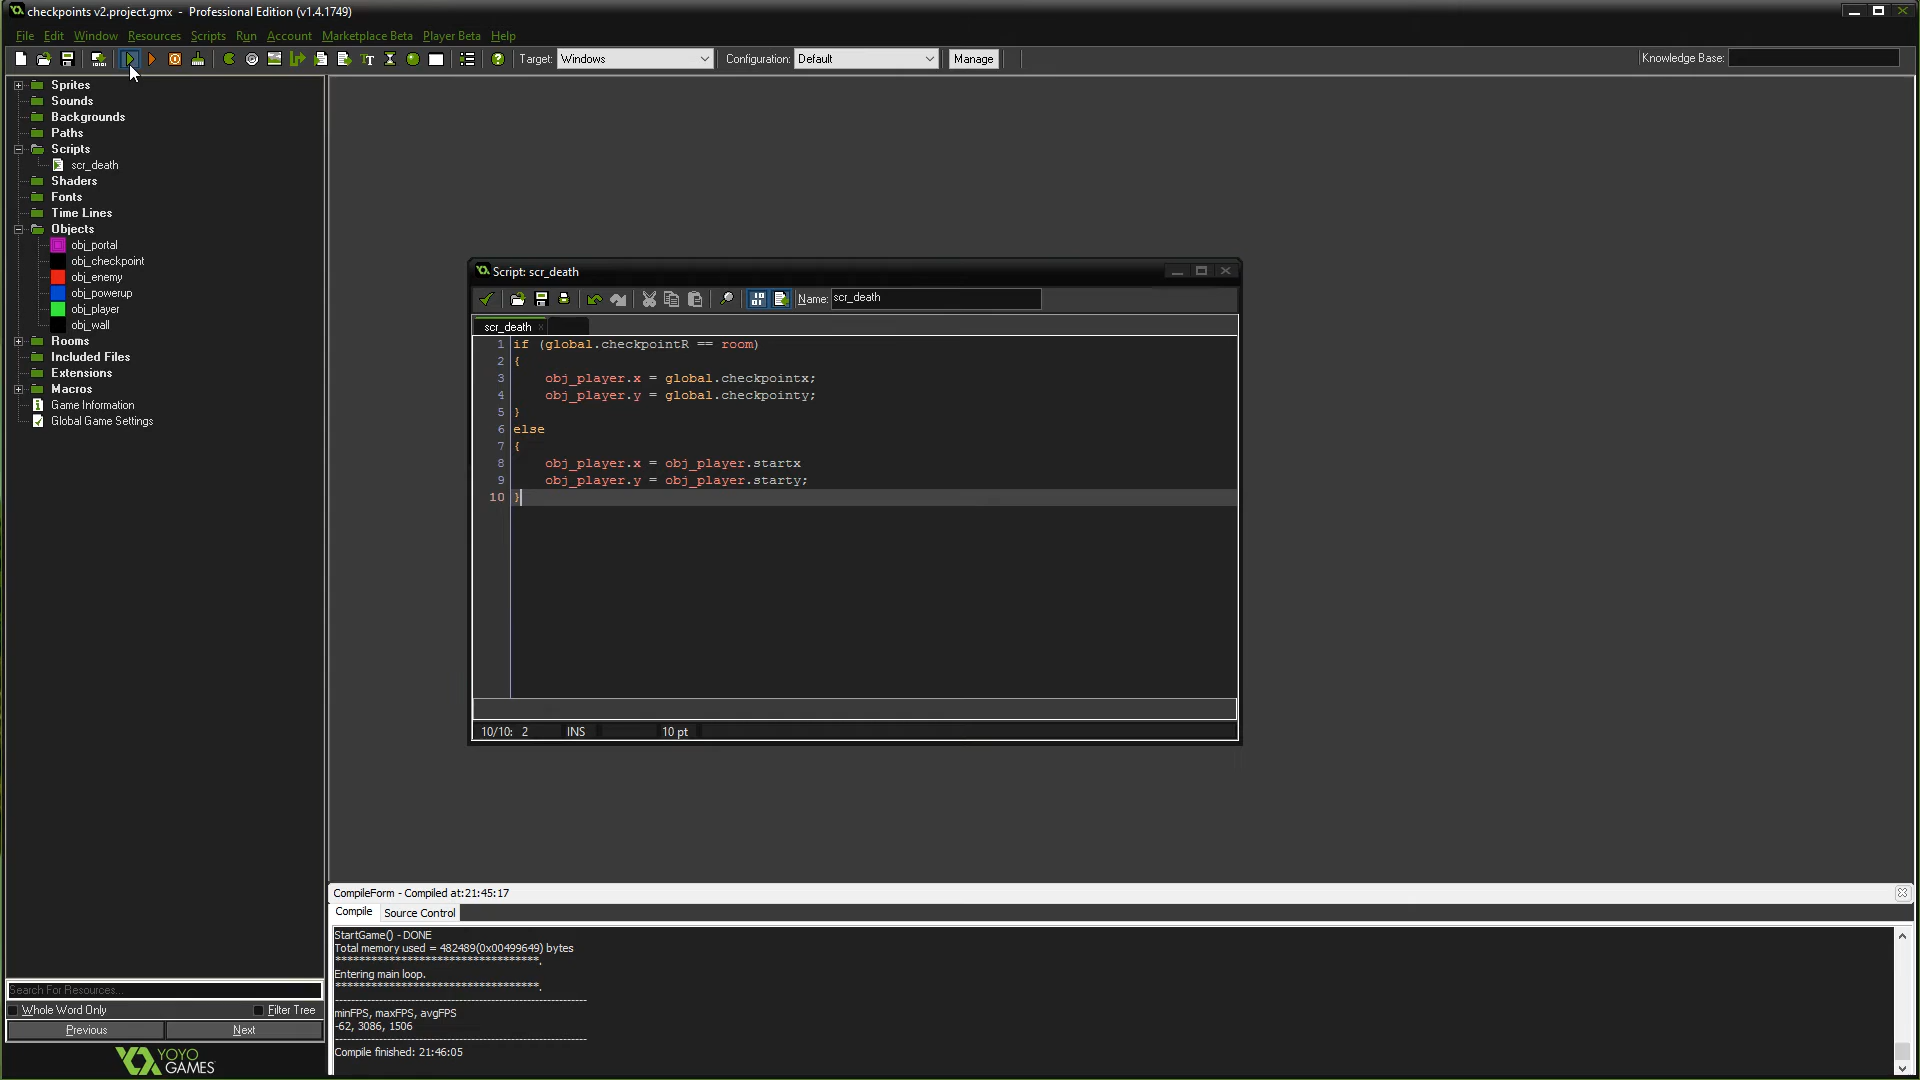 checkpoints v2.project.gmx - Professional Edition (v1.4.1749)
File Edit Window Resources Scripts Run Account Marketplace Beta Player Beta Help
Target: Windows Configuration: Default Manage Knowledge Base:
Sprites
Sounds
Backgrounds
Paths
Scripts
scr_death
Shaders
Fonts
Time Lines
Objects
obj_portal
obj_checkpoint
obj_enemy
obj_powerup
obj_player
obj_wall
Rooms
Included Files
Extensions
Macros
Game Information
Global Game Settings
Search For Resources...
Whole Word Only Filter Tree
Previous Next
YOYO
GAMES
Script: scr_death
Name: scr_death
scr_death
1 if (global.checkpointR == room)
2 {
3 obj_player.x = global.checkpointx;
4 obj_player.y = global.checkpointy;
5 }
6 else
7 {
8 obj_player.x = obj_player.startx
9 obj_player.y = obj_player.starty;
10 }
10/10: 2 INS 10 pt
CompileForm - Compiled at:21:45:17
Compile Source Control
StartGame() - DONE
Total memory used = 482489(0x00499649) bytes
***********************************.
Entering main loop.
***********************************.
----------------------------------------------------------------
minFPS, maxFPS, avgFPS
-62, 3086, 1506
----------------------------------------------------------------
Compile finished: 21:46:05